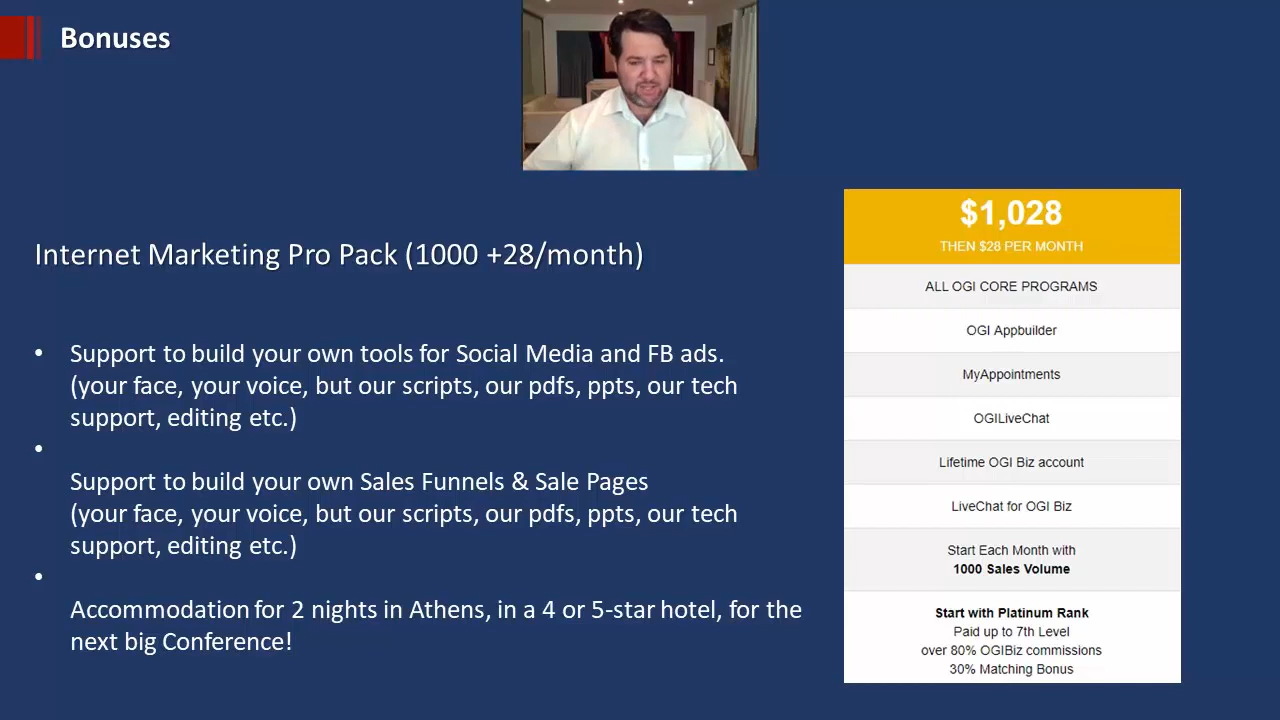 Bonuses
Internet Marketing Pro Pack (1000 +28/month)
• Support to build your own tools for Social Media and FB ads.
(your face, your voice, but our scripts, our pdfs, ppts, our tech
support, editing etc.)
•
Support to build your own Sales Funnels & Sale Pages
(your face, your voice, but our scripts, our pdfs, ppts, our tech
support, editing etc.)
•
Accommodation for 2 nights in Athens, in a 4 or 5-star hotel, for the
next big Conference!
$1,028
THEN $28 PER MONTH
ALL OGI CORE PROGRAMS
OGI Appbuilder
MyAppointments
OGILiveChat
Lifetime OGI Biz account
LiveChat for OGI Biz
Start Each Month with
1000 Sales Volume
Start with Platinum Rank
Paid up to 7th Level
over 80% OGIBiz commissions
30% Matching Bonus